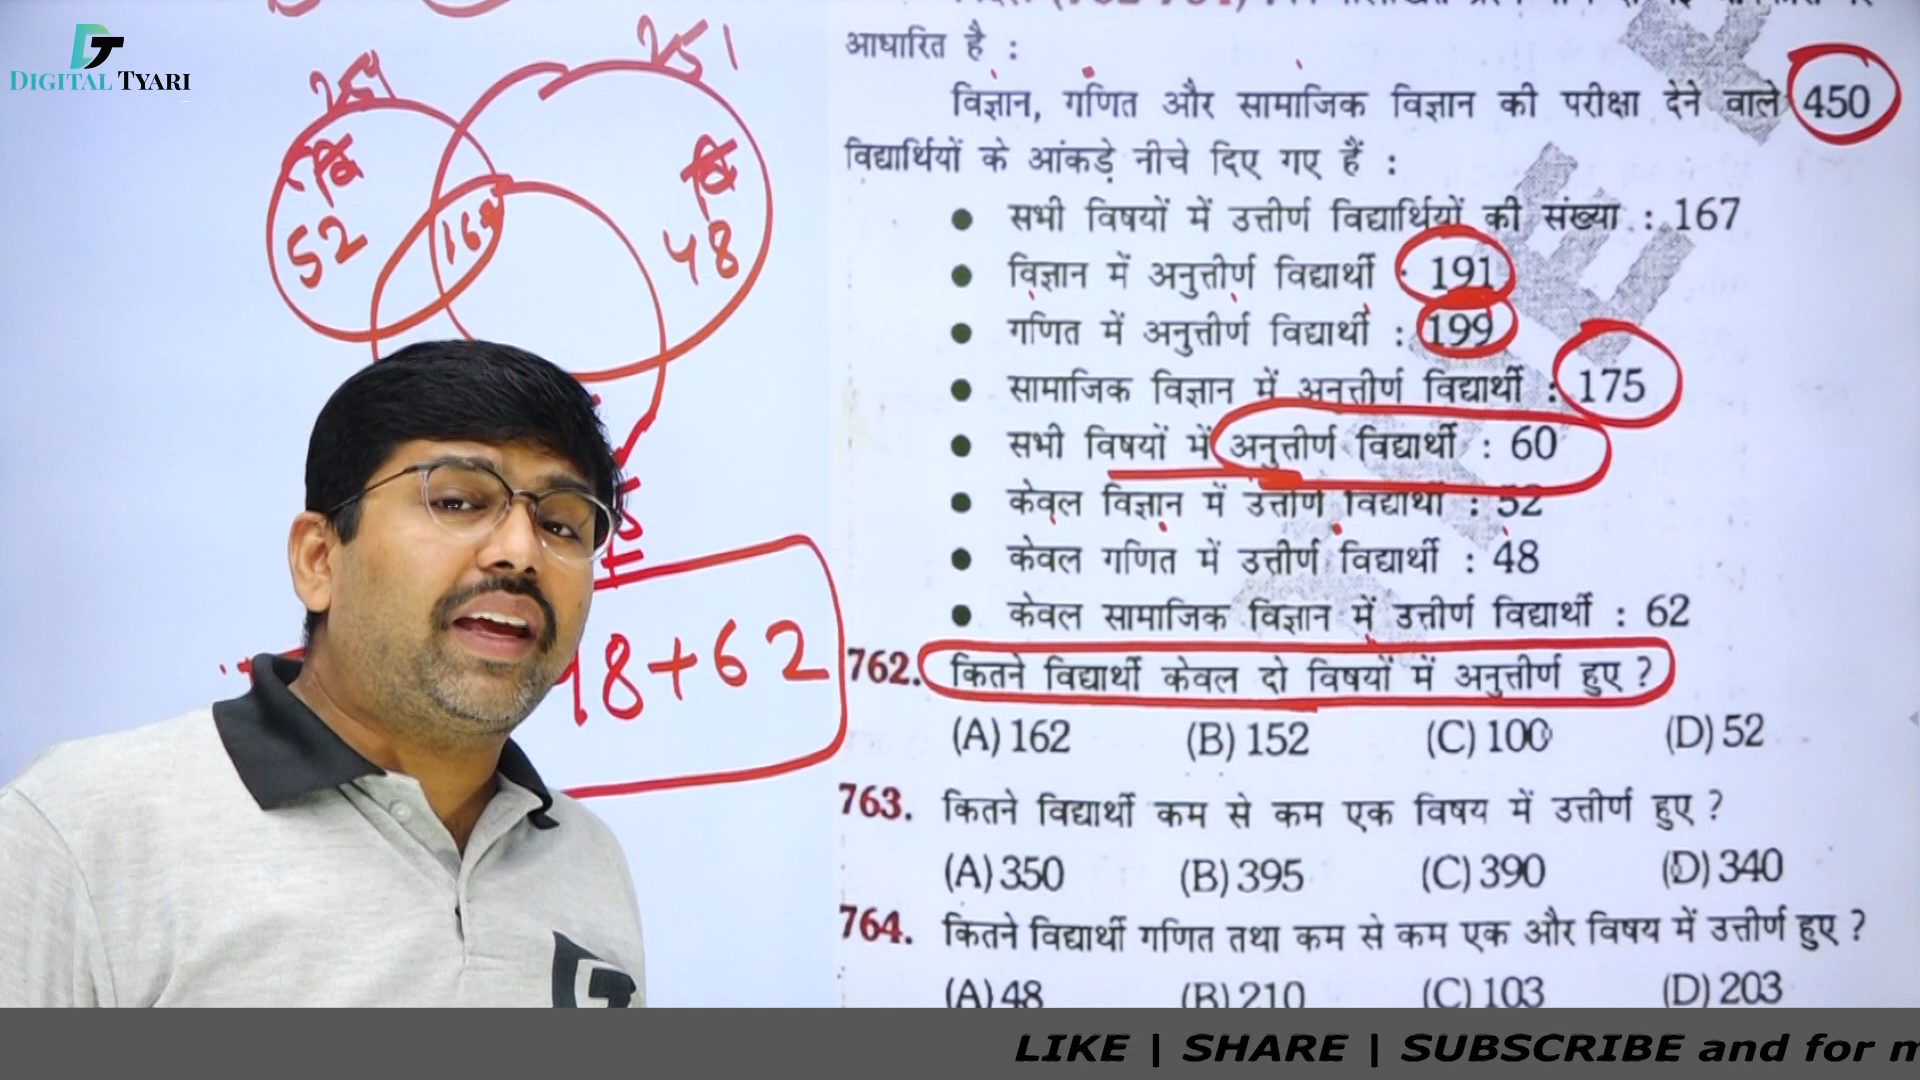 DIGITAL TYARI
आधारित है :
विज्ञान, गणित और सामाजिक विज्ञान की परीक्षा देने वाले 450
विद्यार्थियों के आंकड़े नीचे दिए गए हैं :
● सभी विषयों में उत्तीर्ण विद्यार्थियों की संख्या : 167
● विज्ञान में अनुत्तीर्ण विद्यार्थी : 191
● गणित में अनुत्तीर्ण विद्यार्थी : 199
● सामाजिक विज्ञान में अनुत्तीर्ण विद्यार्थी : 175
● सभी विषयों में अनुत्तीर्ण विद्यार्थी : 60
● केवल विज्ञान में उत्तीर्ण विद्यार्थी : 52
● केवल गणित में उत्तीर्ण विद्यार्थी : 48
● केवल सामाजिक विज्ञान में उत्तीर्ण विद्यार्थी : 62
762. कितने विद्यार्थी केवल दो विषयों में अनुत्तीर्ण हुए ?
(A) 162 (B) 152 (C) 100 (D) 52
763. कितने विद्यार्थी कम से कम एक विषय में उत्तीर्ण हुए ?
(A) 350 (B) 395 (C) 390 (D) 340
764. कितने विद्यार्थी गणित तथा कम से कम एक और विषय में उत्तीर्ण हुए ?
(A) 48 (B) 210 (C) 103 (D) 203
251
वि
52
48
48+62
LIKE | SHARE | SUBSCRIBE and for